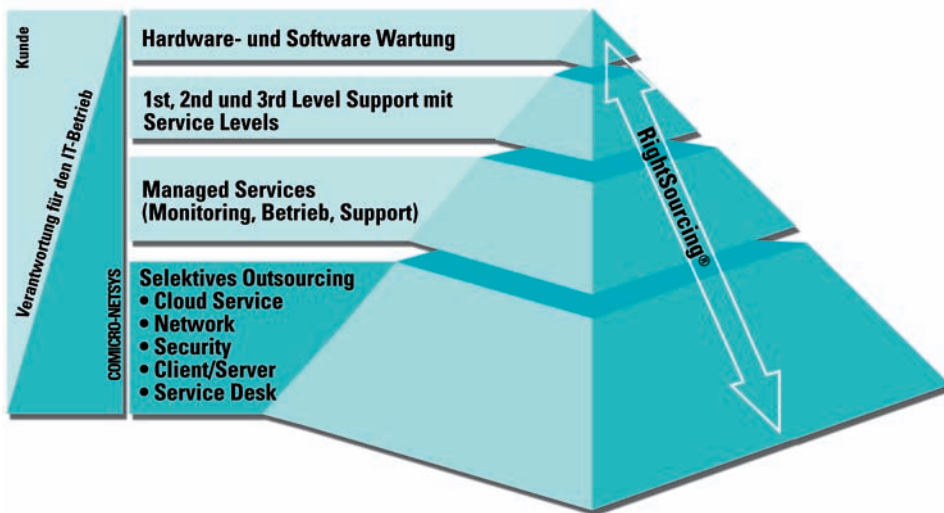 Kunde
Verantwortung für den IT-Betrieb
COMICRO-NETSYS
Hardware- und Software Wartung
1st, 2nd und 3rd Level Support mit
Service Levels
Managed Services
(Monitoring, Betrieb, Support)
Selektives Outsourcing
• Cloud Service
• Network
• Security
• Client/Server
• Service Desk
RightSourcing®